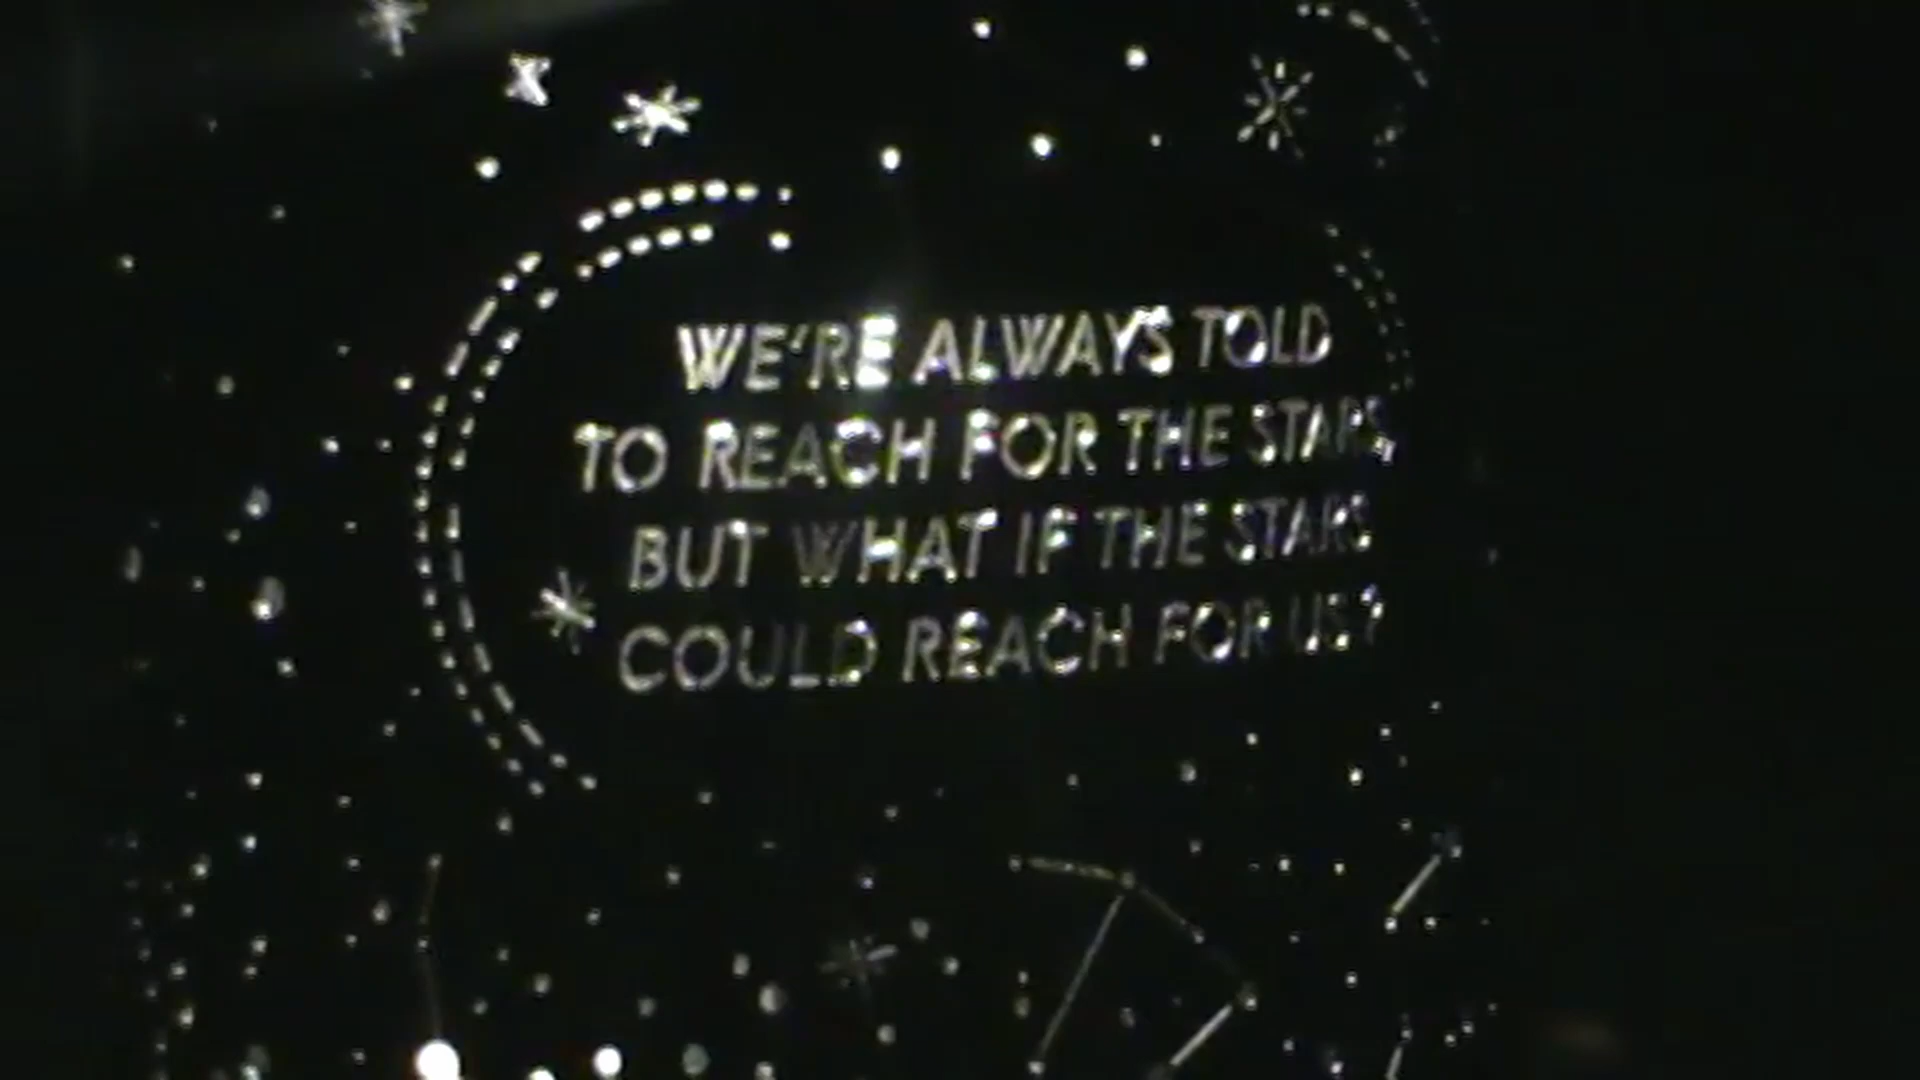 WE'RE ALWAYS TOLD
TO REACH FOR THE STARS,
BUT WHAT IF THE STARS
COULD REACH FOR US?